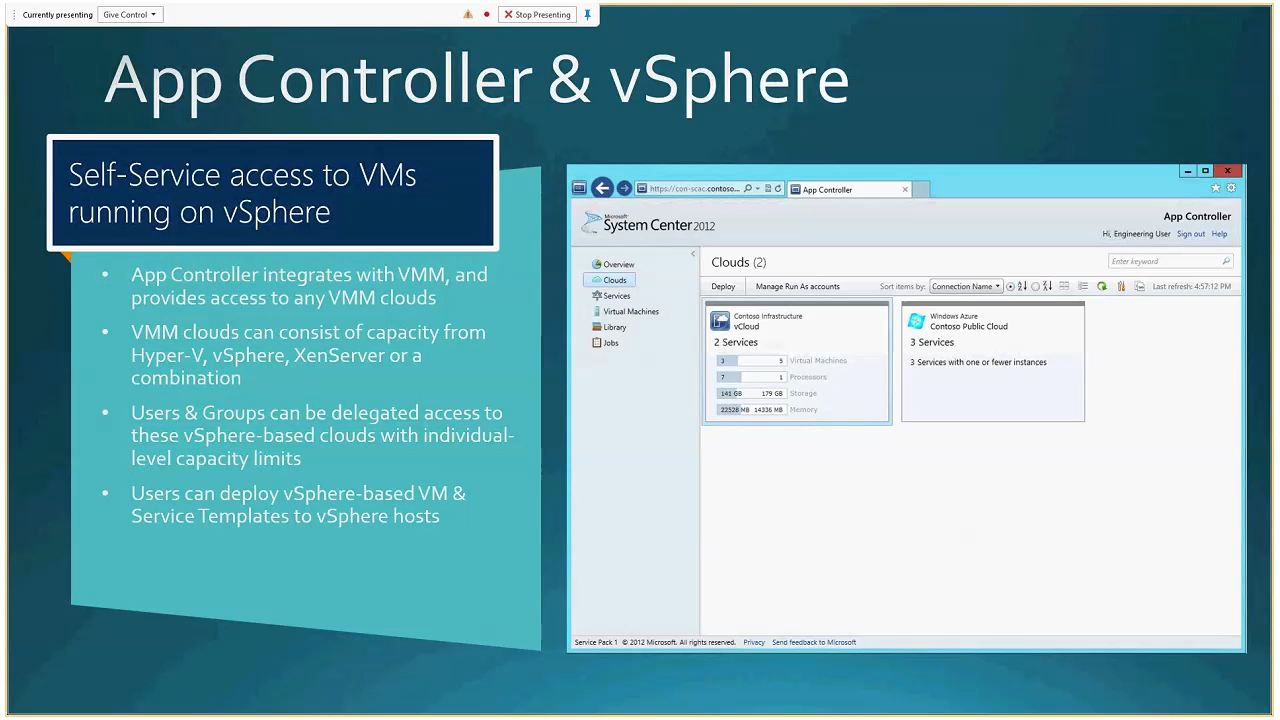 Currently presenting Give Control Stop Presenting
App Controller & vSphere
Self-Service access to VMs
running on vSphere
• App Controller integrates with VMM, and
provides access to any VMM clouds
• VMM clouds can consist of capacity from
Hyper-V, vSphere, XenServer or a
combination
• Users & Groups can be delegated access to
these vSphere-based clouds with individual-
level capacity limits
• Users can deploy vSphere-based VM &
Service Templates to vSphere hosts
https://con-scac.contoso... App Controller
Microsoft
System Center 2012
App Controller
Hi, Engineering User Sign out Help
Overview
Clouds
Services
Virtual Machines
Library
Jobs
Clouds (2)
Enter keyword
Deploy Manage Run As accounts Sort items by: Connection Name Last refresh: 4:57:12 PM
Contoso Infrastructure
vCloud
2 Services
3 5 Virtual Machines
7 1 Processors
141 GB 179 GB Storage
22528 MB 14336 MB Memory
Windows Azure
Contoso Public Cloud
3 Services
3 Services with one or fewer instances
Service Pack 1 © 2012 Microsoft. All rights reserved. Privacy Send feedback to Microsoft